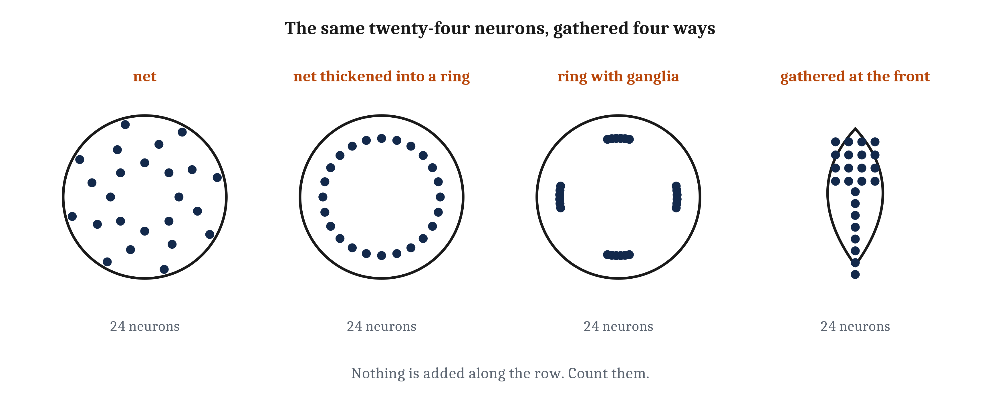 The same twenty-four neurons, gathered four ways
net
net thickened into a ring
ring with ganglia
gathered at the front
24 neurons
24 neurons
24 neurons
24 neurons
Nothing is added along the row. Count them.